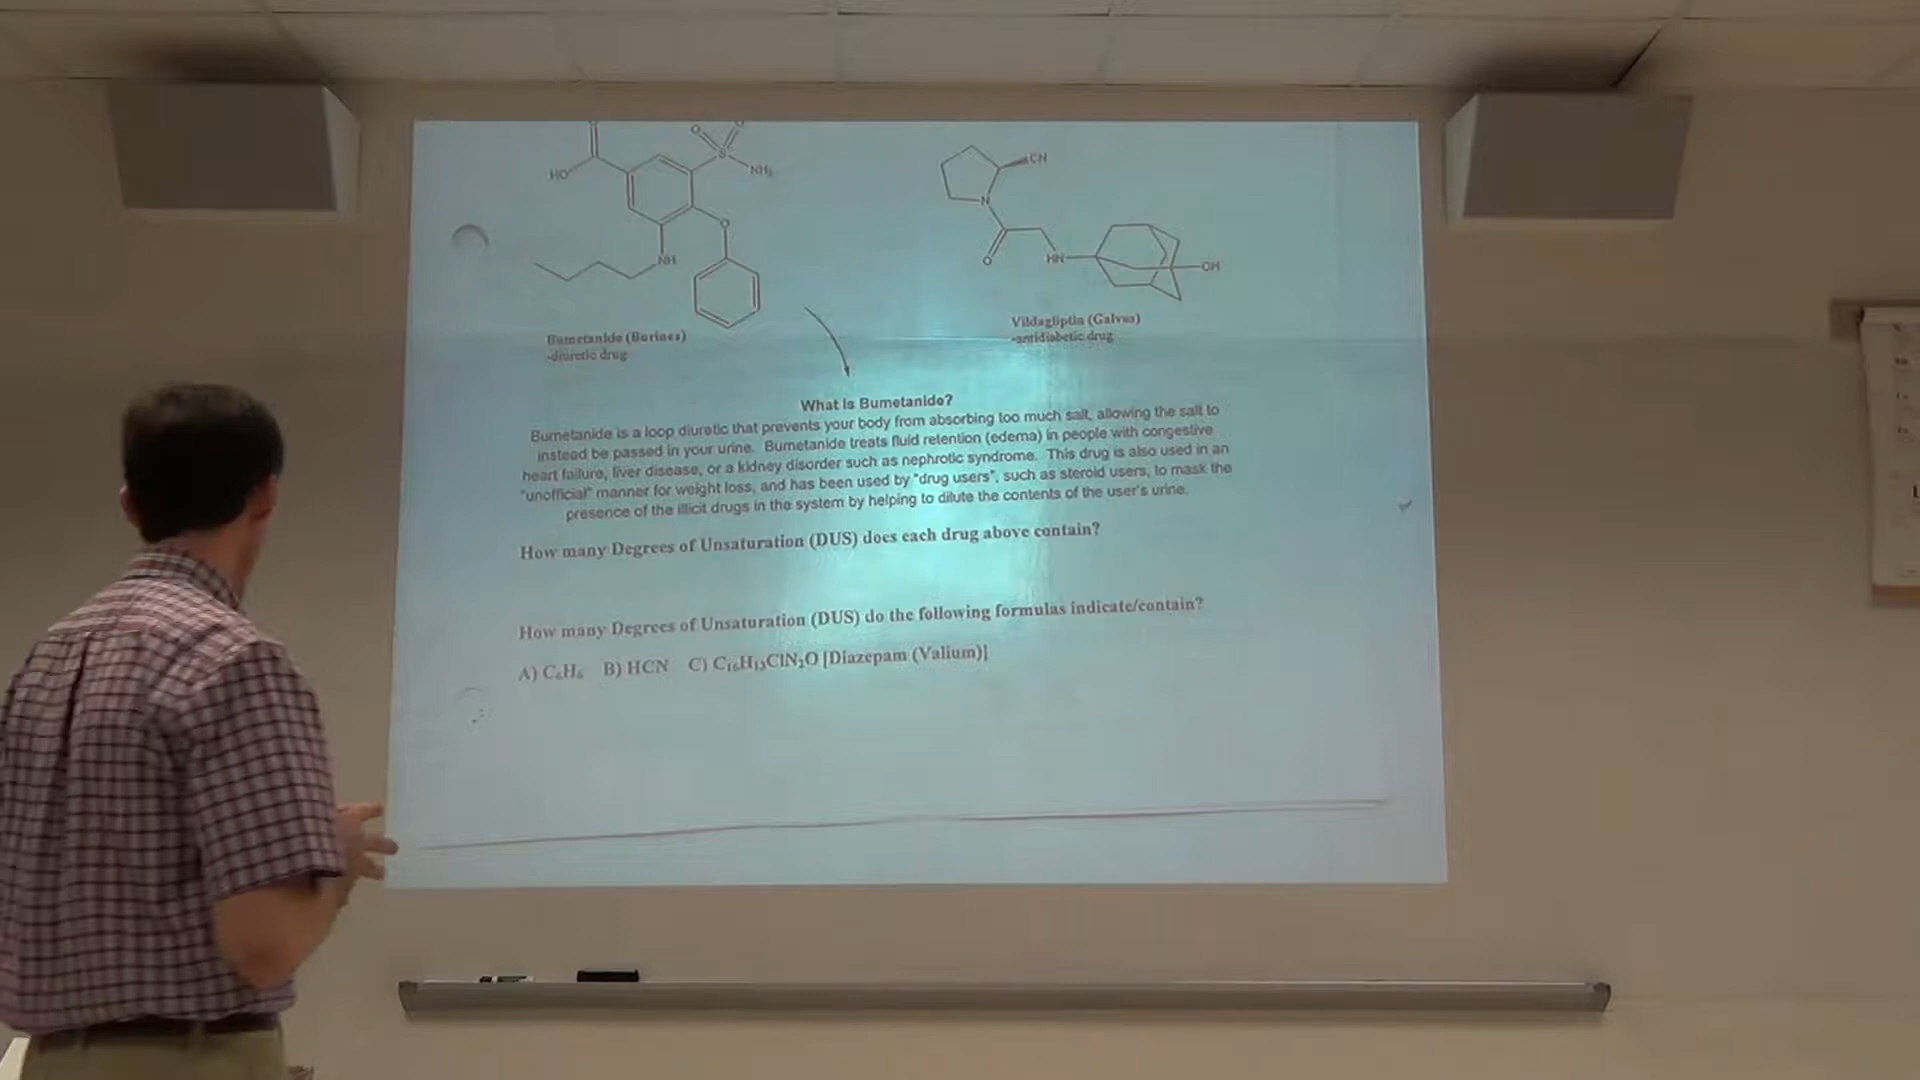 HO
S
NH₂
O
NH
CN
N
O
HN
OH
Bumetanide (Burinex)
-diuretic drug
Vildagliptin (Galvus)
-antidiabetic drug
What is Bumetanide?
Bumetanide is a loop diuretic that prevents your body from absorbing too much salt, allowing the salt to
instead be passed in your urine. Bumetanide treats fluid retention (edema) in people with congestive
heart failure, liver disease, or a kidney disorder such as nephrotic syndrome. This drug is also used in an
"unofficial" manner for weight loss, and has been used by "drug users", such as steroid users, to mask the
presence of the illicit drugs in the system by helping to dilute the contents of the user's urine.
How many Degrees of Unsaturation (DUS) does each drug above contain?
How many Degrees of Unsaturation (DUS) do the following formulas indicate/contain?
A) C₆H₆ B) HCN C) C₁₆H₁₃ClN₂O [Diazepam (Valium)]